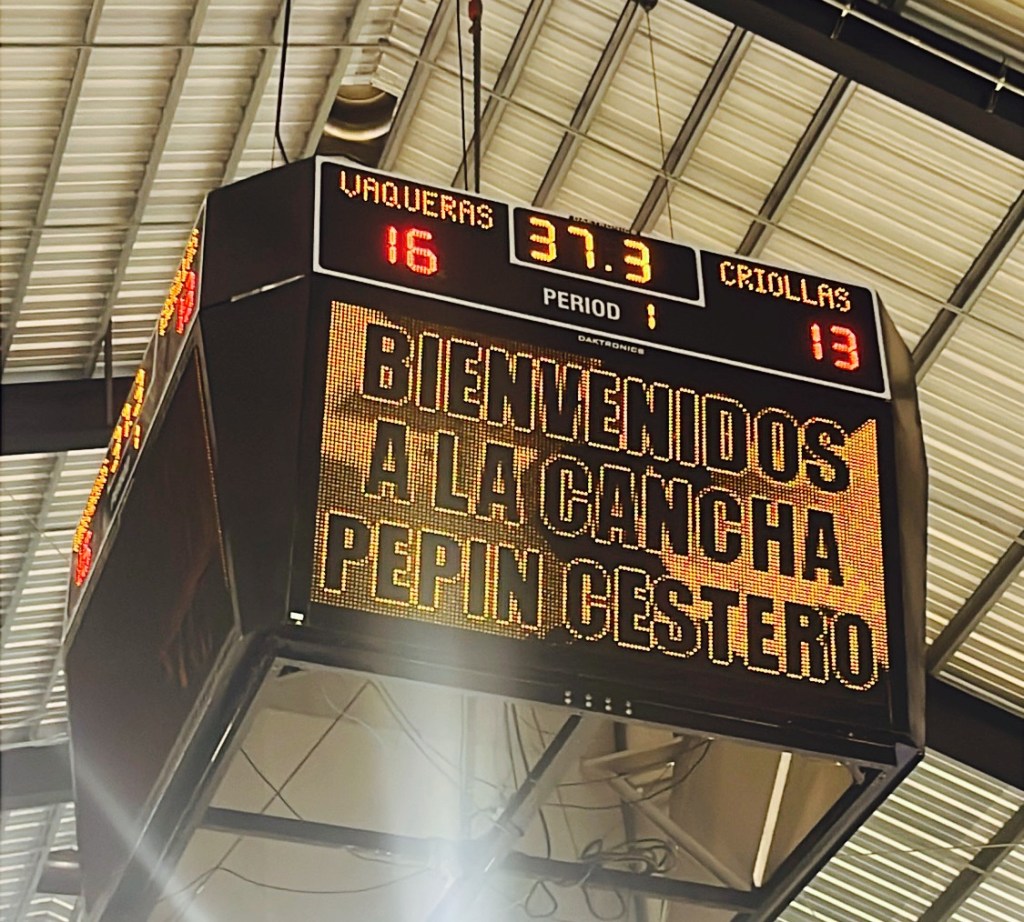 VAQUERAS
37.3
CRIOLLAS
16
PERIOD 1
13
DAKTRONICS
BIENVENIDOS
A LA CANCHA
PEPIN CESTERO